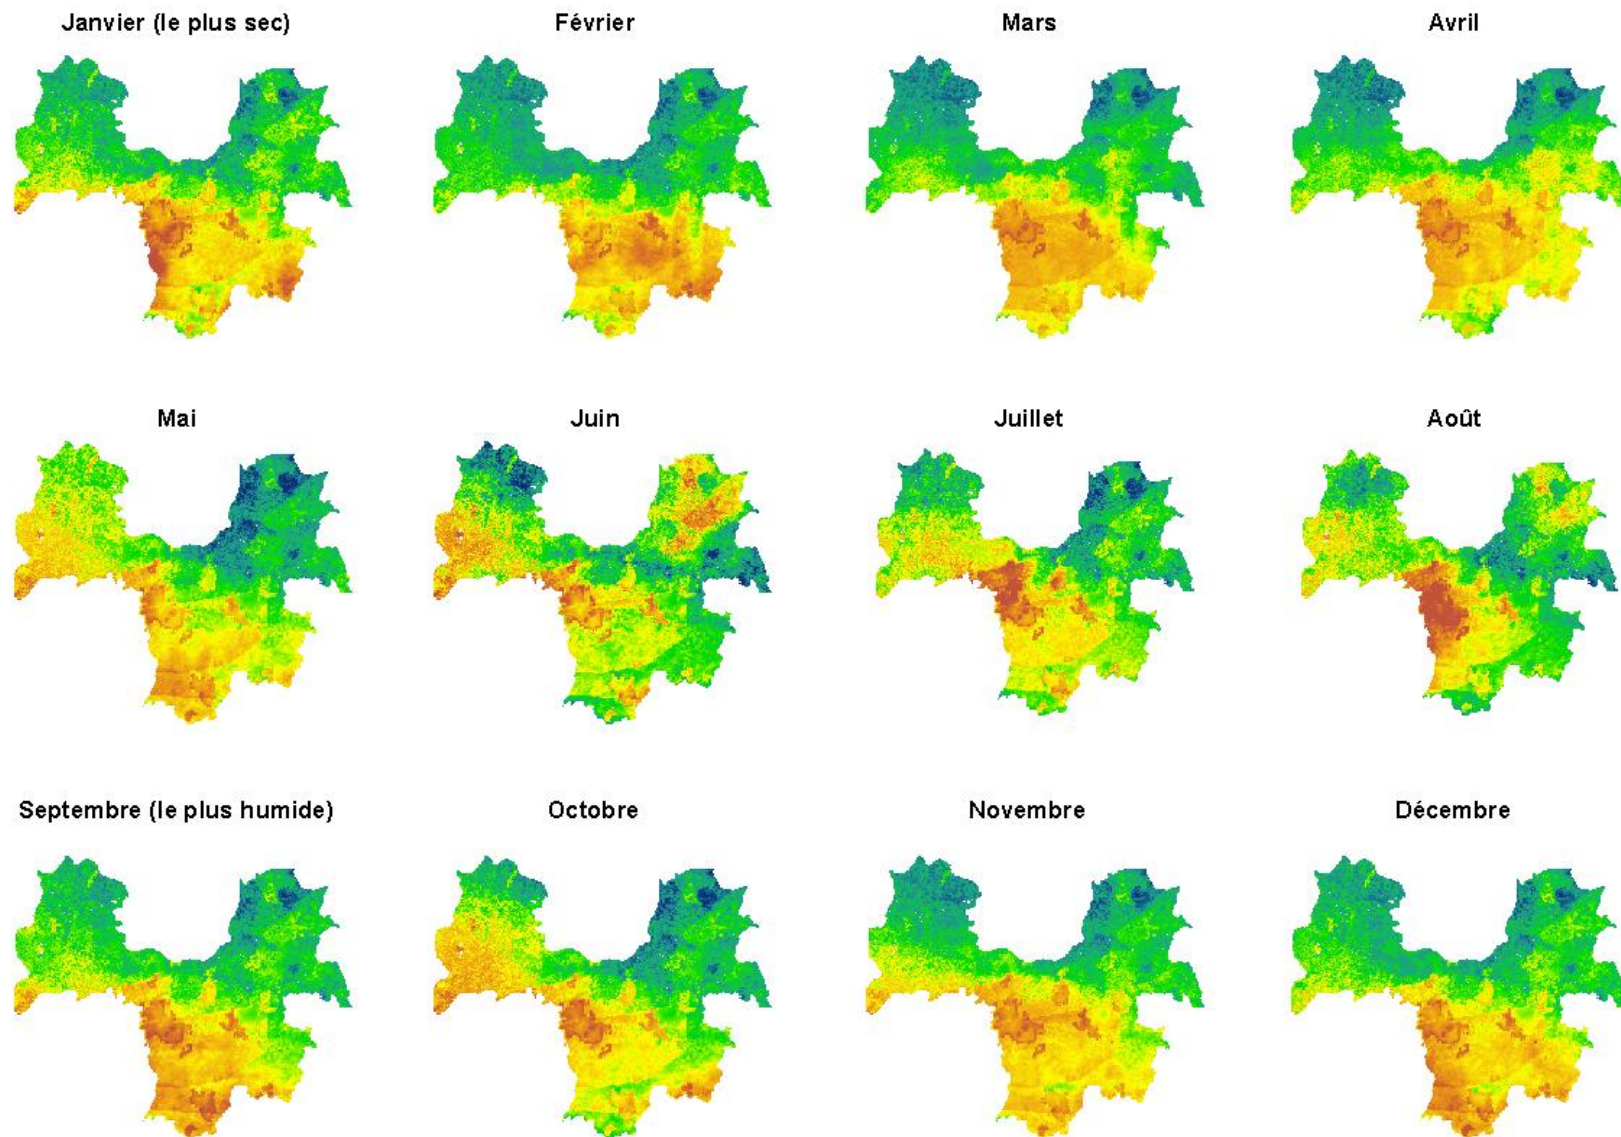 Janvier (le plus sec)
Février
Mars
Avril
Mai
Juin
Juillet
Août
Septembre (le plus humide)
Octobre
Novembre
Décembre